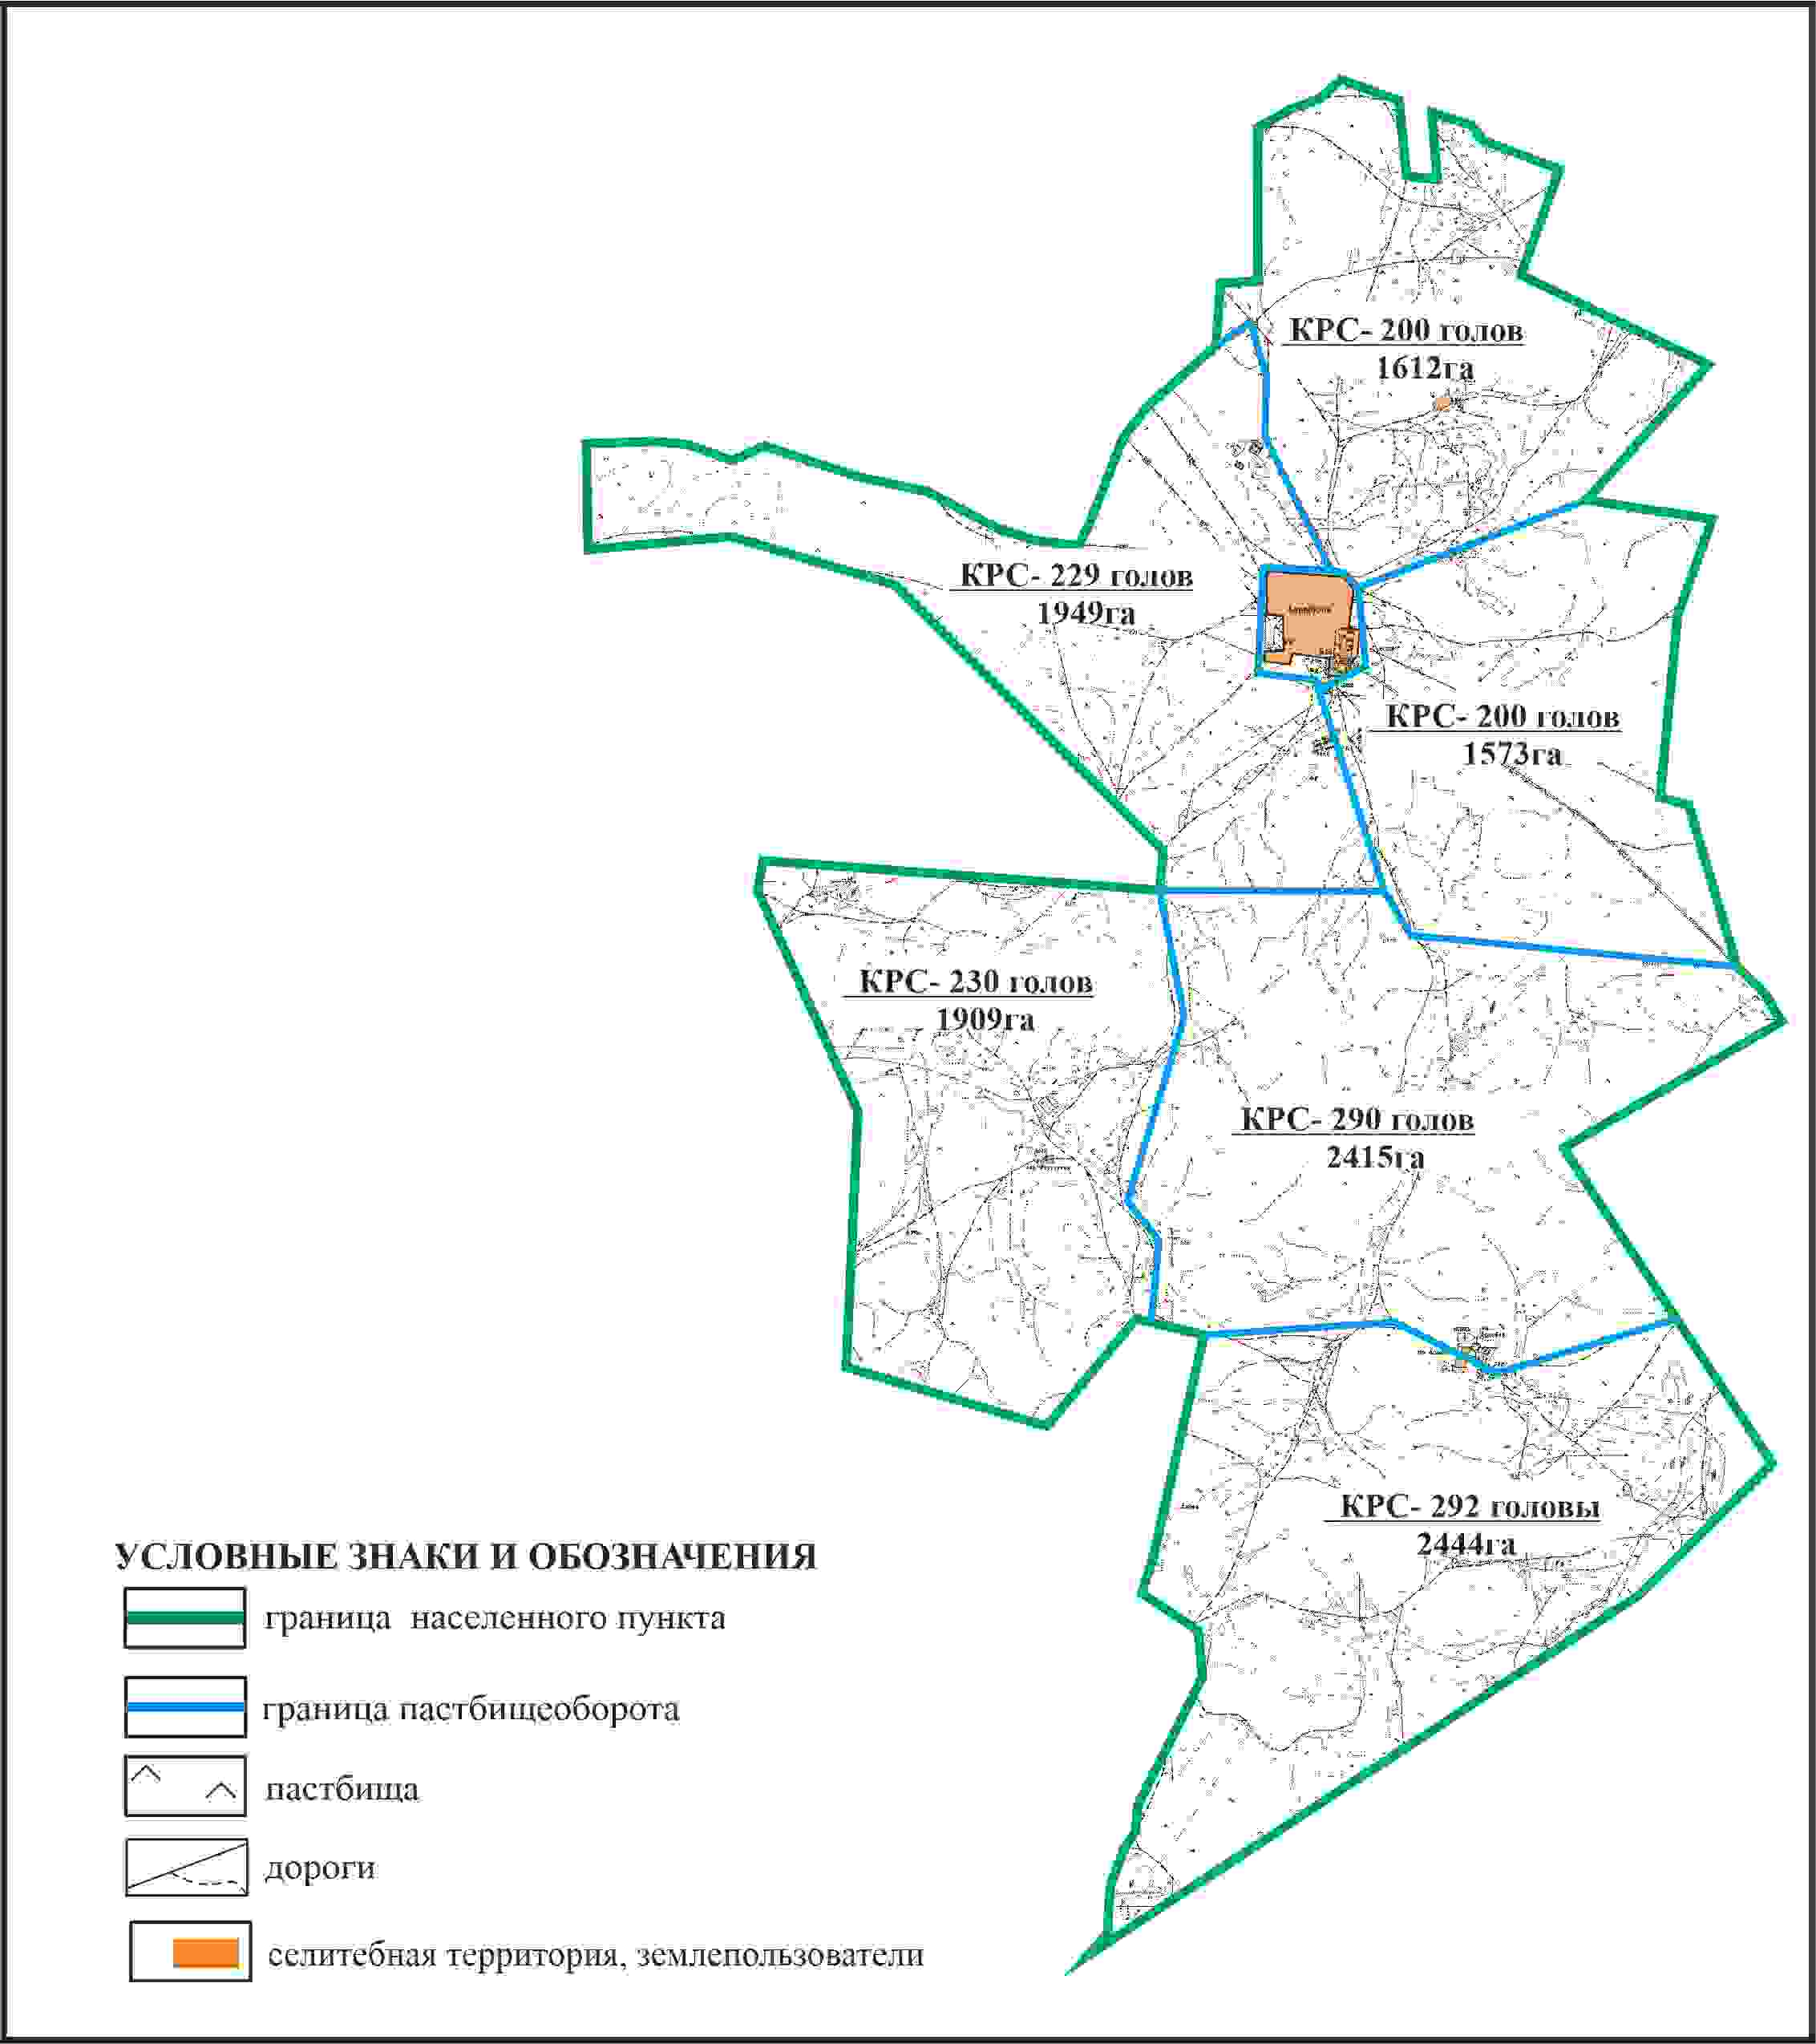 КРС- 200 голов
1612га
КРС- 229 голов
1949га
КРС- 200 голов
1573га
КРС- 230 голов
1909га
КРС- 290 голов
2415га
КРС- 292 головы
2444га
УСЛОВНЫЕ ЗНАКИ И ОБОЗНАЧЕНИЯ
граница населенного пункта
граница пастбищеоборота
пастбища
дороги
селитебная территория, землепользователи